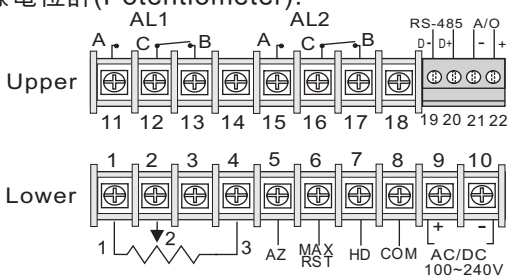 電位計(Potentiometer).
AL1 AL2 RS-485 A/O
A C B A C B D- D+ - +
Upper
11 12 13 14 15 16 17 18 19 20 21 22
1 2 3 4 5 6 7 8 9 10
Lower
+ -
1 2 3 AZ MAX RST HD COM AC/DC
100~240V